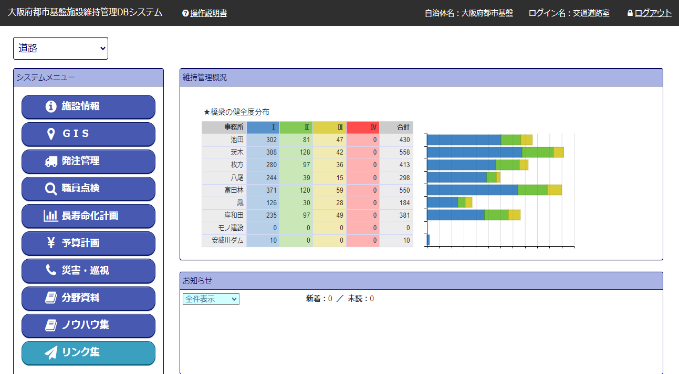 大阪府都市基盤施設維持管理DBシステム 操作説明書 自治体名：大阪府都市基盤 ログイン名：交通道路室 ログアウト
道路
システムメニュー
施設情報
ＧＩＳ
発注管理
職員点検
長寿命化計画
予算計画
災害・巡視
分野資料
ノウハウ集
リンク集
維持管理概況
★橋梁の健全度分布
事務所 Ⅰ Ⅱ Ⅲ Ⅳ 合計
池田 302 81 47 0 430
茨木 388 128 42 0 558
枚方 280 97 36 0 413
八尾 244 39 15 0 298
富田林 371 120 59 0 550
鳳 126 30 28 0 184
岸和田 235 97 49 0 381
モノ建設 0 0 0 0 0
安威川ダム 10 0 0 0 10
お知らせ
全件表示 新着：0 ／ 未読：0